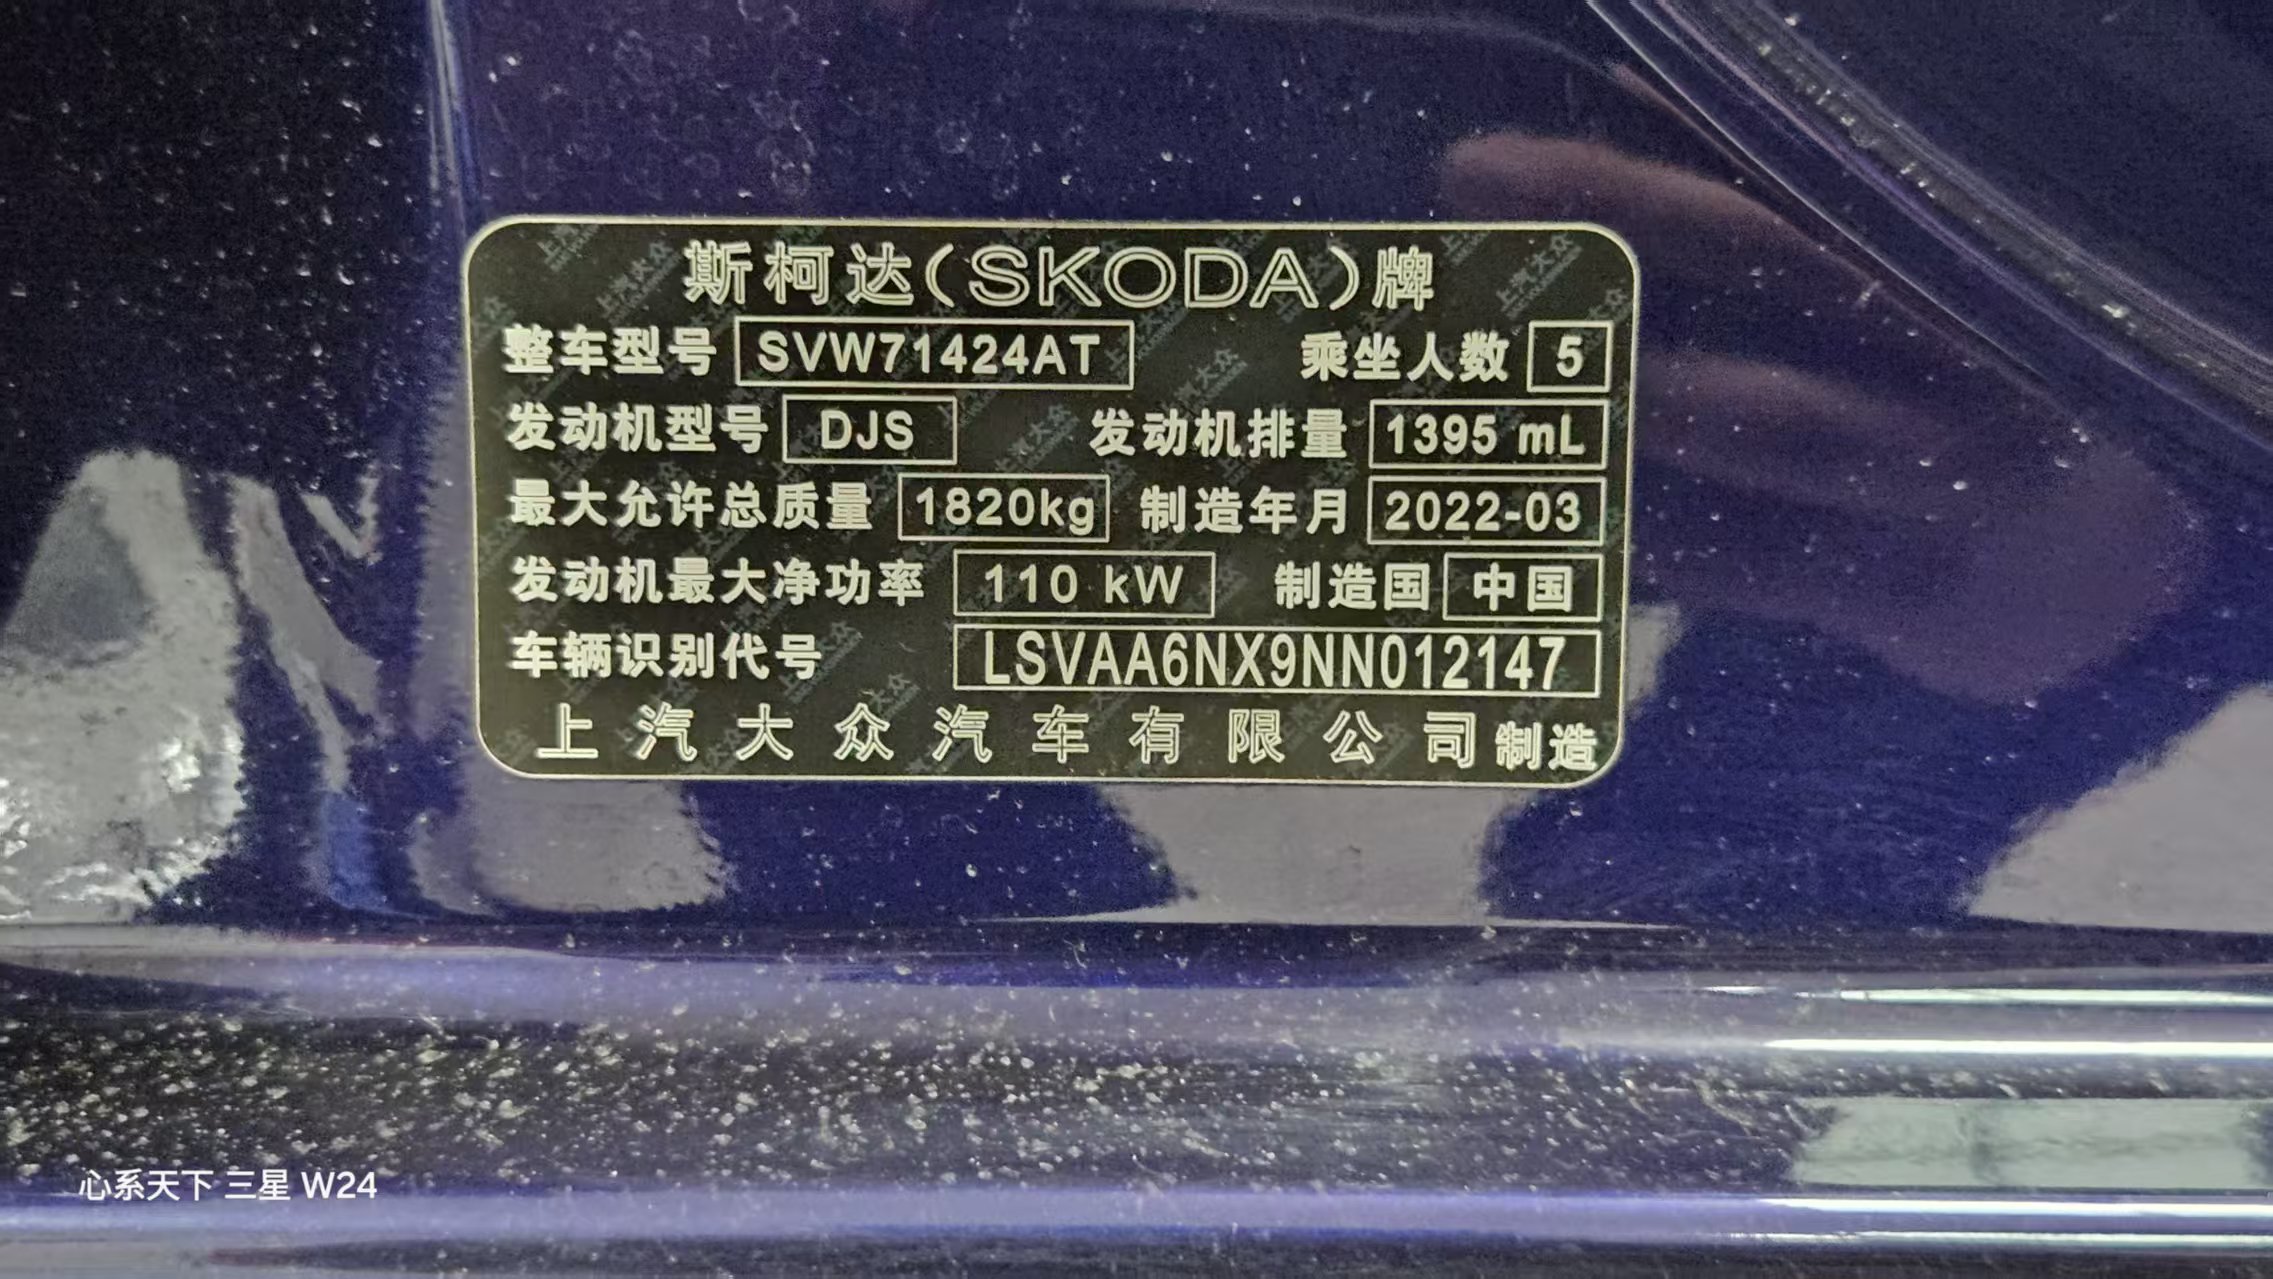 斯柯达(SKODA)牌
整车型号 SVW71424AT 乘坐人数 5
发动机型号 DJS 发动机排量 1395 mL
最大允许总质量 1820kg 制造年月 2022-03
发动机最大净功率 110 kW 制造国 中国
车辆识别代号 LSVAA6NX9NN012147
上汽大众汽车有限公司制造
心系天下 三星 W24